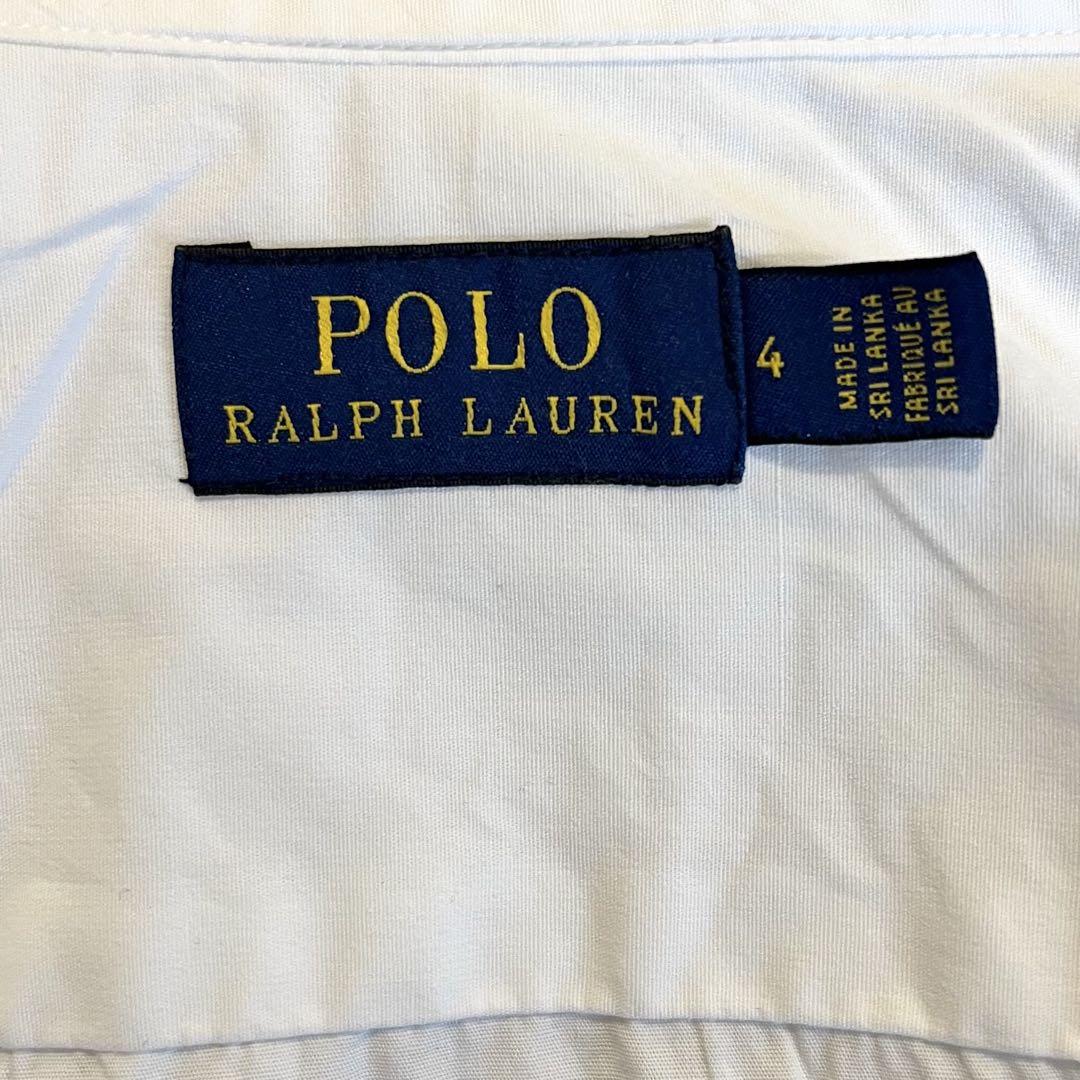 POLO
RALPH LAUREN
4
MADE IN
SRI LANKA
FABRIQUÉ AU
SRI LANKA